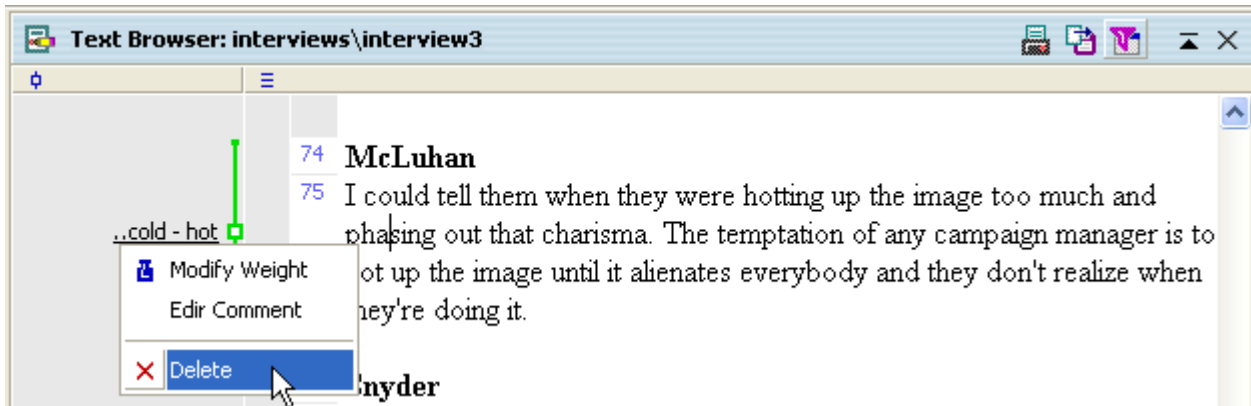 Text Browser: interviews\interview3
74 McLuhan
75 I could tell them when they were hotting up the image too much and
..cold - hot phasing out that charisma. The temptation of any campaign manager is to
Modify Weight ot up the image until it alienates everybody and they don't realize when
Edir Comment hey're doing it.
Delete
nyder